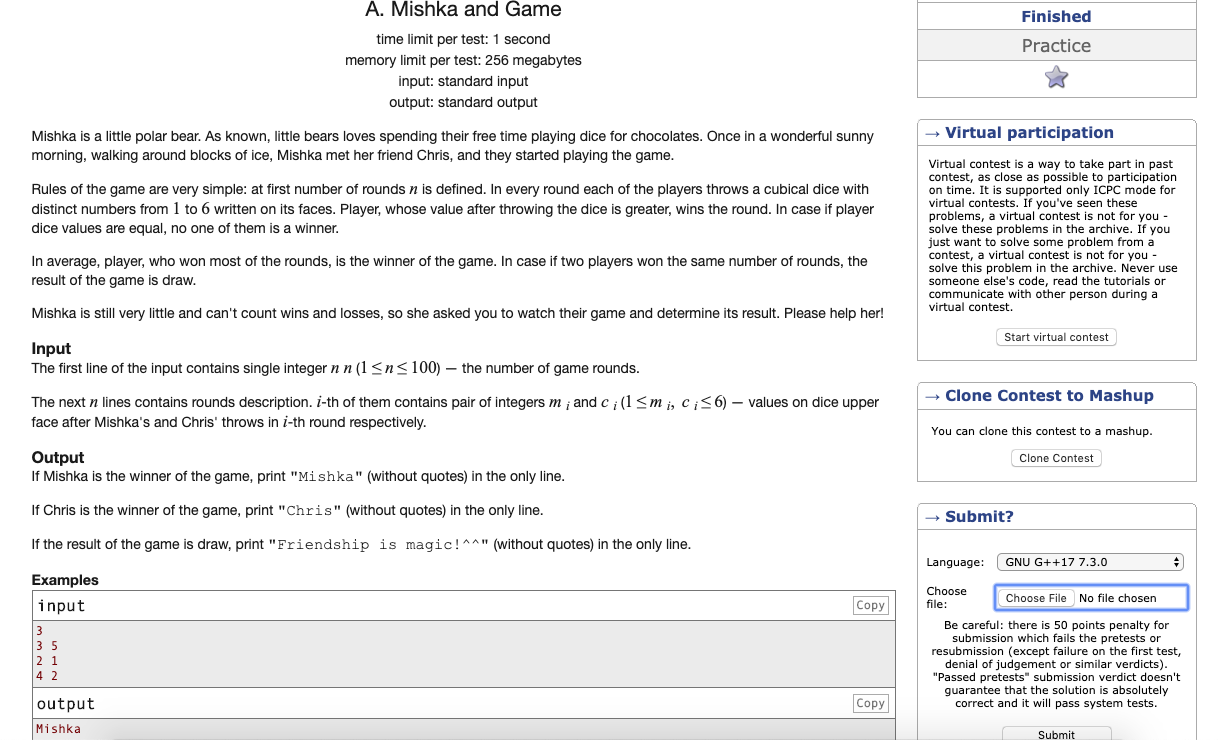 A. Mishka and Game
time limit per test: 1 second
memory limit per test: 256 megabytes
input: standard input
output: standard output
Mishka is a little polar bear. As known, little bears loves spending their free time playing dice for chocolates. Once in a wonderful sunny
morning, walking around blocks of ice, Mishka met her friend Chris, and they started playing the game.
Rules of the game are very simple: at first number of rounds n is defined. In every round each of the players throws a cubical dice with
distinct numbers from 1 to 6 written on its faces. Player, whose value after throwing the dice is greater, wins the round. In case if player
dice values are equal, no one of them is a winner.
In average, player, who won most of the rounds, is the winner of the game. In case if two players won the same number of rounds, the
result of the game is draw.
Mishka is still very little and can't count wins and losses, so she asked you to watch their game and determine its result. Please help her!
Input
The first line of the input contains single integer n n (1 ≤ n ≤ 100) — the number of game rounds.
The next n lines contains rounds description. i-th of them contains pair of integers m i and c i (1 ≤ m i, c i ≤ 6) — values on dice upper
face after Mishka's and Chris' throws in i-th round respectively.
Output
If Mishka is the winner of the game, print "Mishka" (without quotes) in the only line.
If Chris is the winner of the game, print "Chris" (without quotes) in the only line.
If the result of the game is draw, print "Friendship is magic!^^" (without quotes) in the only line.
Examples
input
Copy
3
3 5
2 1
4 2
output
Copy
Mishka
Finished
Practice
→ Virtual participation
Virtual contest is a way to take part in past
contest, as close as possible to participation
on time. It is supported only ICPC mode for
virtual contests. If you've seen these
problems, a virtual contest is not for you -
solve these problems in the archive. If you
just want to solve some problem from a
contest, a virtual contest is not for you -
solve this problem in the archive. Never use
someone else's code, read the tutorials or
communicate with other person during a
virtual contest.
Start virtual contest
→ Clone Contest to Mashup
You can clone this contest to a mashup.
Clone Contest
→ Submit?
Language: GNU G++17 7.3.0
Choose
file:
Choose File No file chosen
Be careful: there is 50 points penalty for
submission which fails the pretests or
resubmission (except failure on the first test,
denial of judgement or similar verdicts).
"Passed pretests" submission verdict doesn't
guarantee that the solution is absolutely
correct and it will pass system tests.
Submit